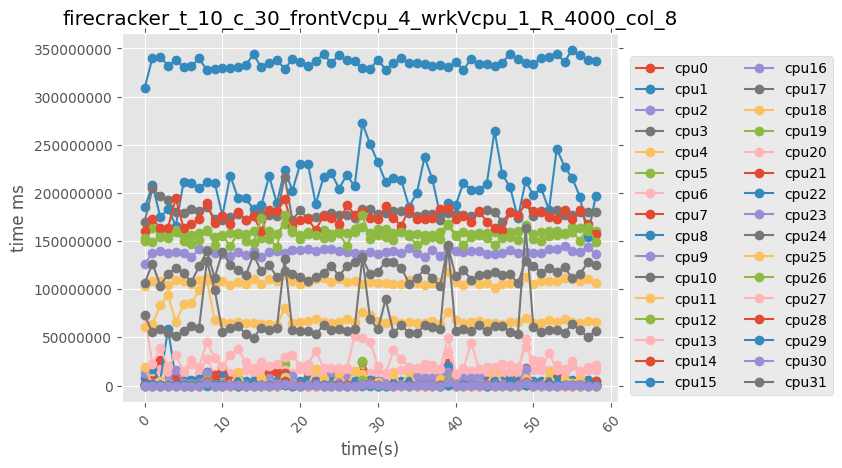 firecracker_t_10_c_30_frontVcpu_4_wrkVcpu_1_R_4000_col_8
350000000
300000000
250000000
200000000
150000000
100000000
50000000
0
time ms
0
10
20
30
40
50
60
time(s)
cpu0
cpu1
cpu2
cpu3
cpu4
cpu5
cpu6
cpu7
cpu8
cpu9
cpu10
cpu11
cpu12
cpu13
cpu14
cpu15
cpu16
cpu17
cpu18
cpu19
cpu20
cpu21
cpu22
cpu23
cpu24
cpu25
cpu26
cpu27
cpu28
cpu29
cpu30
cpu31